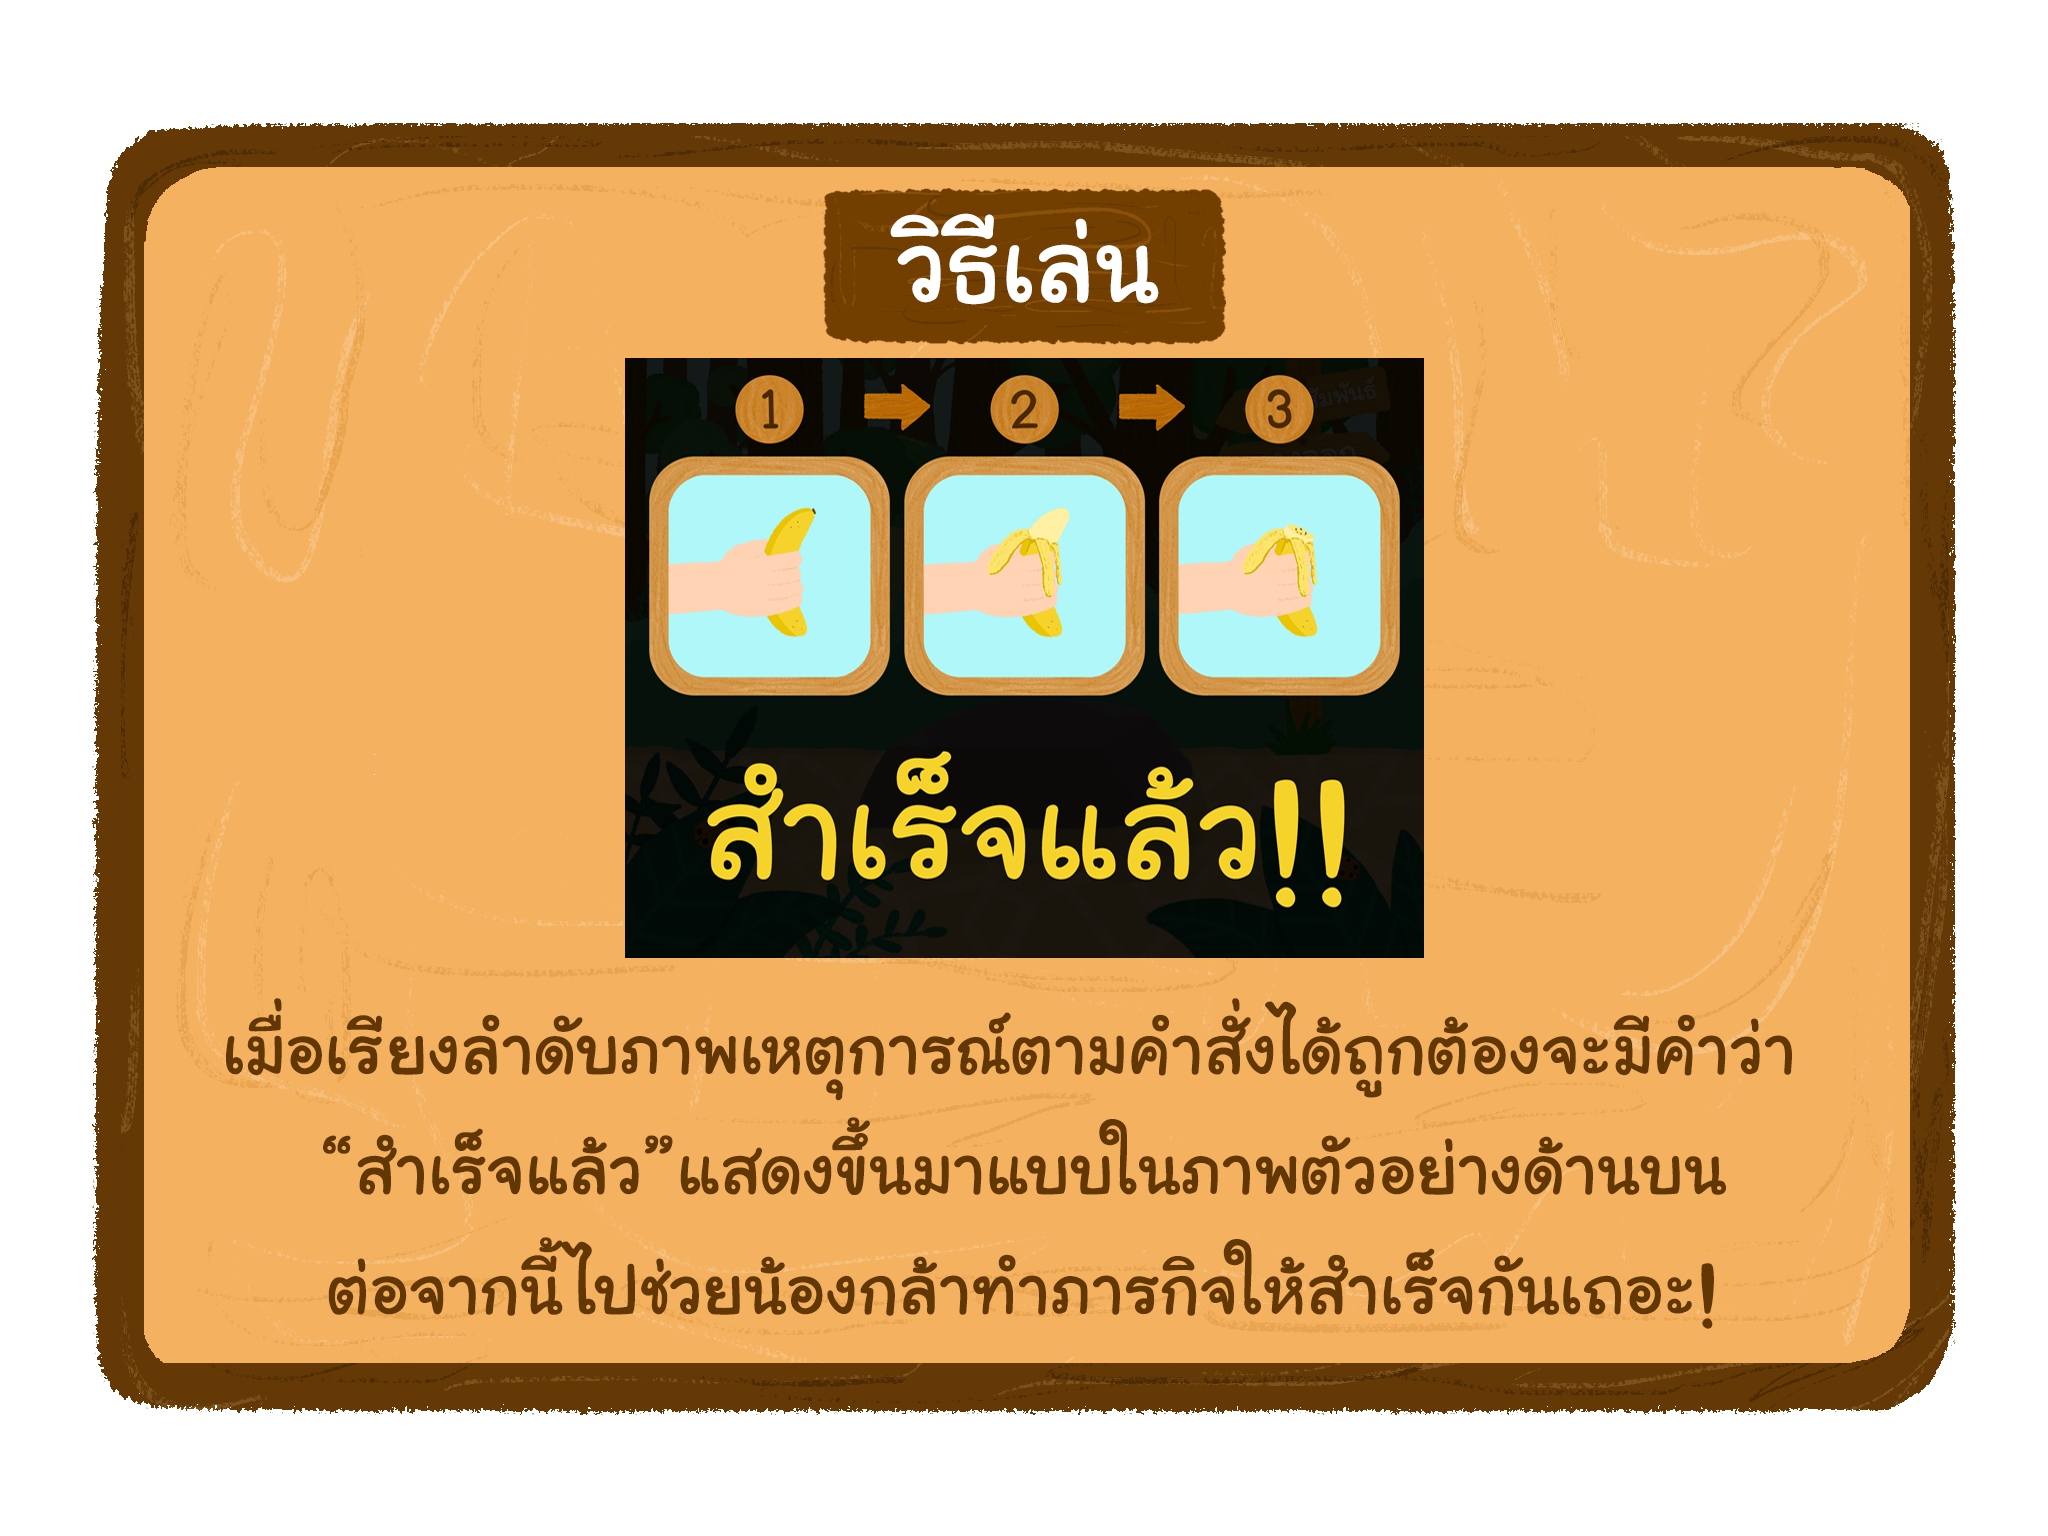 วิธีเล่น
1 2 3
สำเร็จแล้ว!!
เมื่อเรียงลำดับภาพเหตุการณ์ตามคำสั่งได้ถูกต้องจะมีคำว่า
“สำเร็จแล้ว”แสดงขึ้นมาแบบในภาพตัวอย่างด้านบน
ต่อจากนี้ไปช่วยน้องกล้าทำภารกิจให้สำเร็จกันเถอะ!